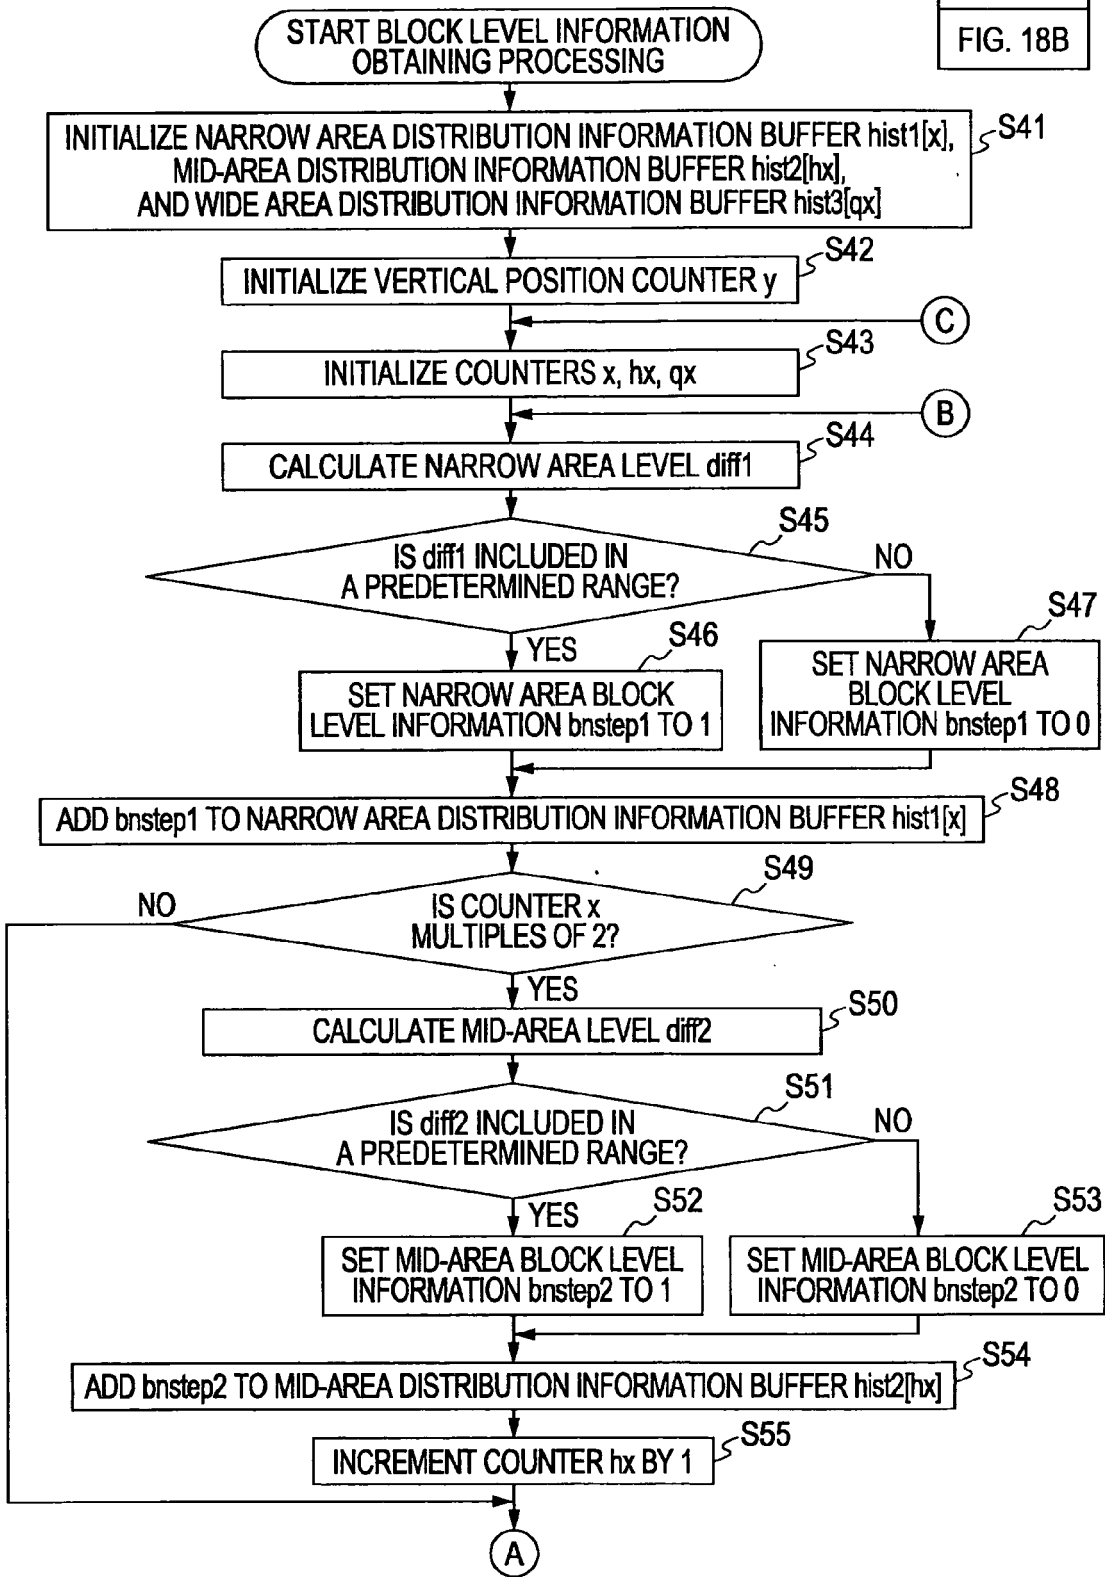 FIG. 18B
START BLOCK LEVEL INFORMATION
OBTAINING PROCESSING
S41
INITIALIZE NARROW AREA DISTRIBUTION INFORMATION BUFFER hist1[x],
MID-AREA DISTRIBUTION INFORMATION BUFFER hist2[hx],
AND WIDE AREA DISTRIBUTION INFORMATION BUFFER hist3[qx]
S42
INITIALIZE VERTICAL POSITION COUNTER y
C
S43
INITIALIZE COUNTERS x, hx, qx
B
S44
CALCULATE NARROW AREA LEVEL diff1
S45
IS diff1 INCLUDED IN
A PREDETERMINED RANGE?
NO
YES
S46
SET NARROW AREA BLOCK
LEVEL INFORMATION bnstep1 TO 1
S47
SET NARROW AREA
BLOCK LEVEL
INFORMATION bnstep1 TO 0
S48
ADD bnstep1 TO NARROW AREA DISTRIBUTION INFORMATION BUFFER hist1[x]
S49
IS COUNTER x
MULTIPLES OF 2?
NO
YES
S50
CALCULATE MID-AREA LEVEL diff2
S51
IS diff2 INCLUDED IN
A PREDETERMINED RANGE?
NO
YES
S52
SET MID-AREA BLOCK LEVEL
INFORMATION bnstep2 TO 1
S53
SET MID-AREA BLOCK LEVEL
INFORMATION bnstep2 TO 0
S54
ADD bnstep2 TO MID-AREA DISTRIBUTION INFORMATION BUFFER hist2[hx]
S55
INCREMENT COUNTER hx BY 1
A